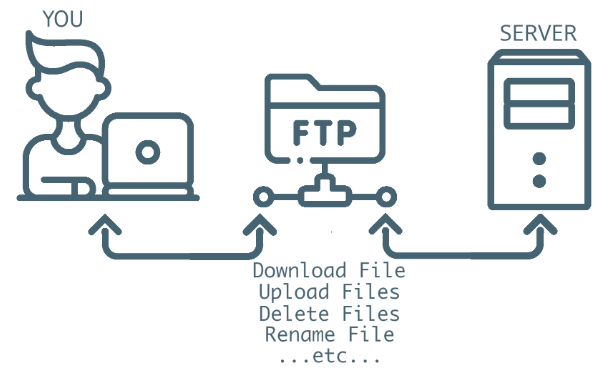 YOU
SERVER
FTP
Download File
Upload Files
Delete Files
Rename File
...etc...